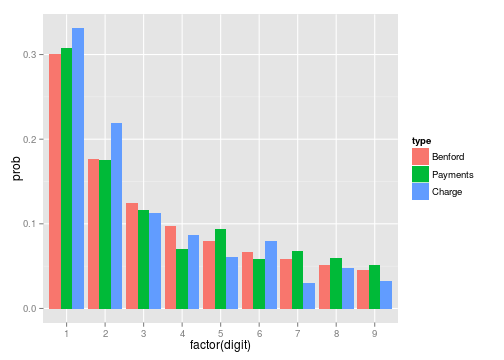 prob
0.3
0.2
0.1
0.0
1 2 3 4 5 6 7 8 9
factor(digit)
type
Benford
Payments
Charge